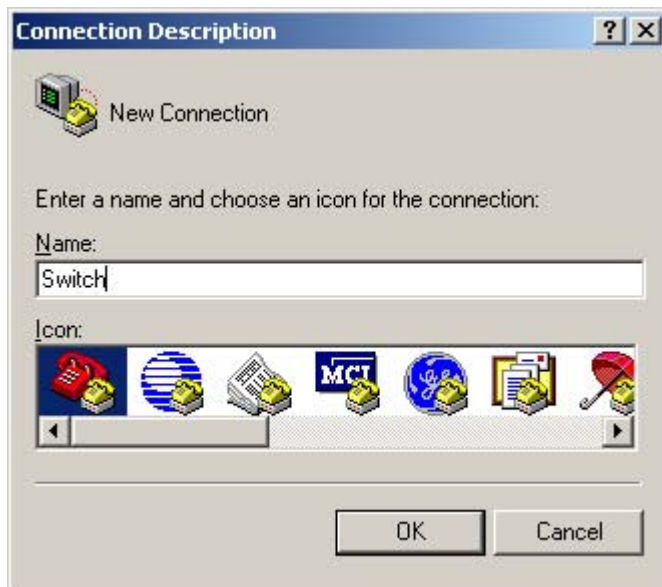 Connection Description
New Connection
Enter a name and choose an icon for the connection:
Name:
Switch
Icon:
MCI
OK Cancel